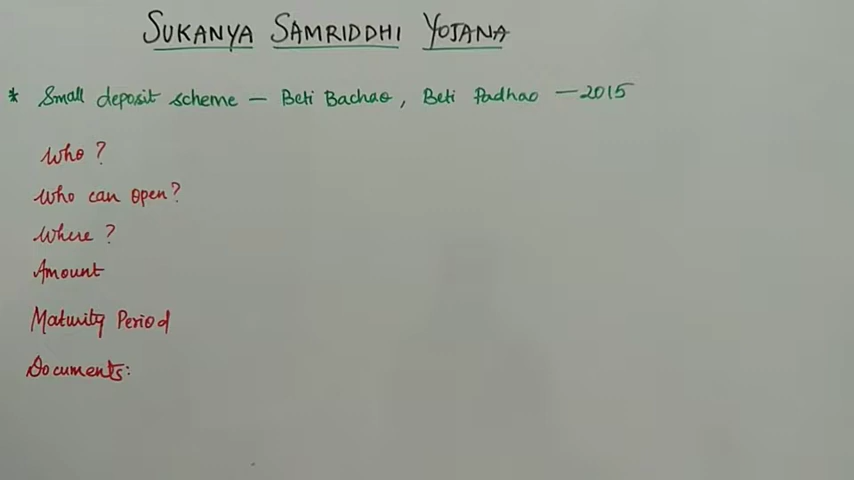 SUKANYA SAMRIDDHI YOJANA
* Small deposit scheme — Beti Bachao, Beti Padhao — 2015
Who?
Who can open?
Where?
Amount
Maturity Period
Documents: